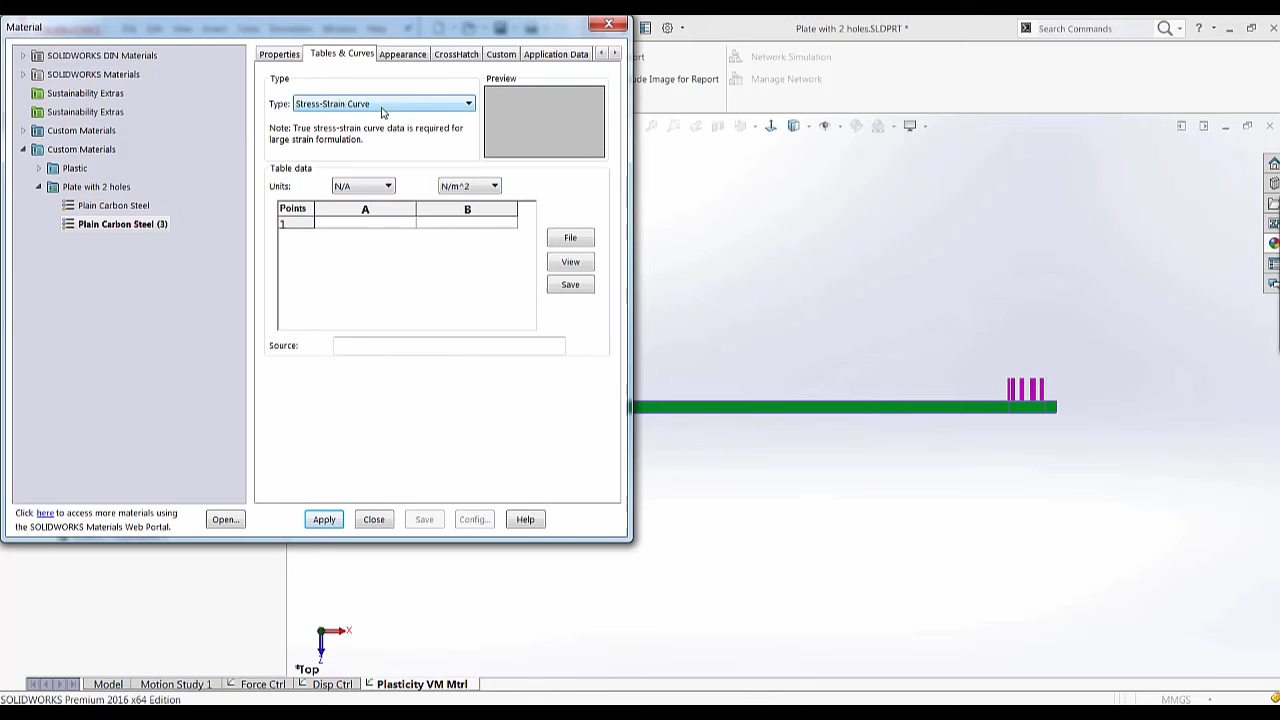 Material
Plate with 2 holes.SLDPRT *
Search Commands
SOLIDWORKS DIN Materials
SOLIDWORKS Materials
Sustainability Extras
Sustainability Extras
Custom Materials
Custom Materials
Plastic
Plate with 2 holes
Plain Carbon Steel
Plain Carbon Steel (3)
Properties
Tables & Curves
Appearance
CrossHatch
Custom
Application Data
Type
Type: Stress-Strain Curve
Note: True stress-strain curve data is required for
large strain formulation.
Preview
Table data
Units: N/A N/m^2
Points A B
1
File
View
Save
Source:
Click here to access more materials using
the SOLIDWORKS Materials Web Portal.
Open...
Apply
Close
Save
Config...
Help
Network Simulation
ude Image for Report
Manage Network
X
Z
*Top
Model
Motion Study 1
Force Ctrl
Disp Ctrl
Plasticity VM Mtrl
SOLIDWORKS Premium 2016 x64 Edition
MMGS